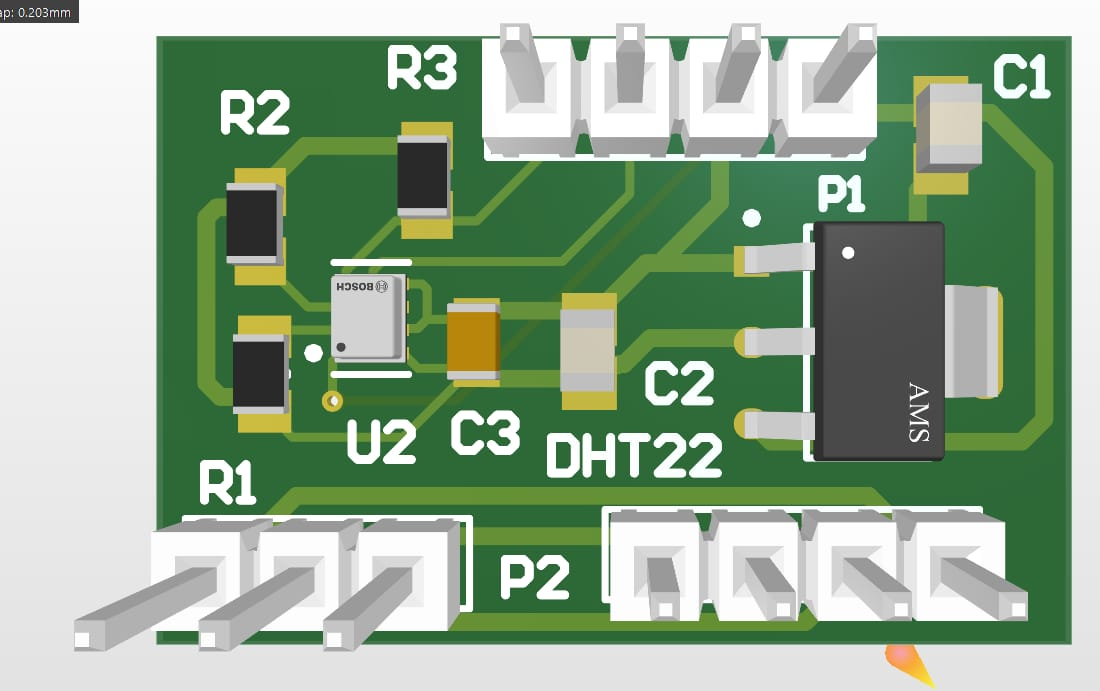 ap: 0.203mm
R3
C1
R2
P1
BOSCH
AMS
C2
U2
C3
DHT22
R1
P2